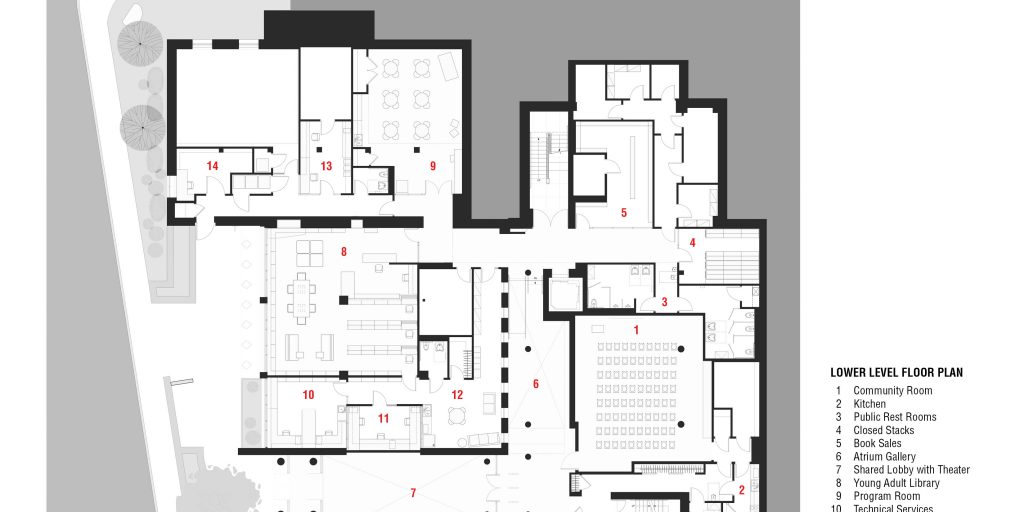 14
13
9
8
5
4
3
1
6
10
11
12
7
2
LOWER LEVEL FLOOR PLAN
1 Community Room
2 Kitchen
3 Public Rest Rooms
4 Closed Stacks
5 Book Sales
6 Atrium Gallery
7 Shared Lobby with Theater
8 Young Adult Library
9 Program Room
10 Technical Services